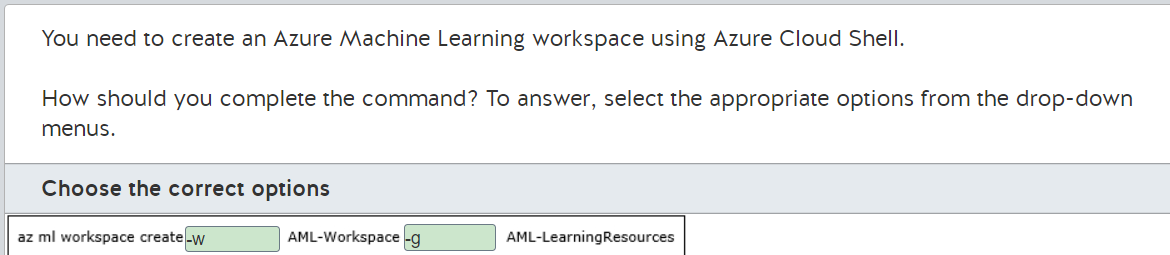 You need to create an Azure Machine Learning workspace using Azure Cloud Shell.
How should you complete the command? To answer, select the appropriate options from the drop-down
menus.
Choose the correct options
az ml workspace create -w AML-Workspace -g AML-LearningResources